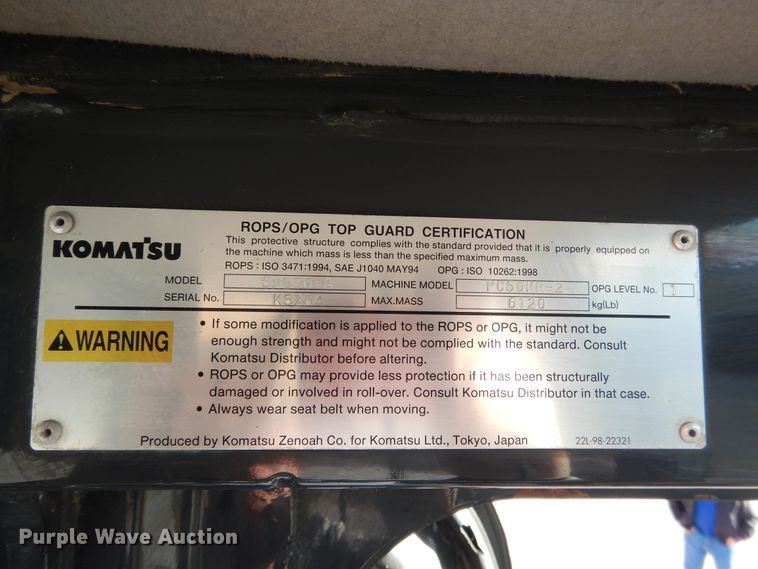 ROPS/OPG TOP GUARD CERTIFICATION
KOMATSU
This protective structure complies with the standard provided that it is properly equipped on
the machine which mass is less than the specified maximum mass.
ROPS : ISO 3471:1994, SAE J1040 MAY94 OPG : ISO 10262:1998
MODEL MACHINE MODEL PC50MR-2 OPG LEVEL No. 1
SERIAL No. K5764 MAX.MASS 6120 kg(Lb)
WARNING
• If some modification is applied to the ROPS or OPG, it might not be
enough strength and might not be complied with the standard. Consult
Komatsu Distributor before altering.
• ROPS or OPG may provide less protection if it has been structurally
damaged or involved in roll-over. Consult Komatsu Distributor in that case.
• Always wear seat belt when moving.
Produced by Komatsu Zenoah Co. for Komatsu Ltd., Tokyo, Japan 22L-98-22321
Purple Wave Auction